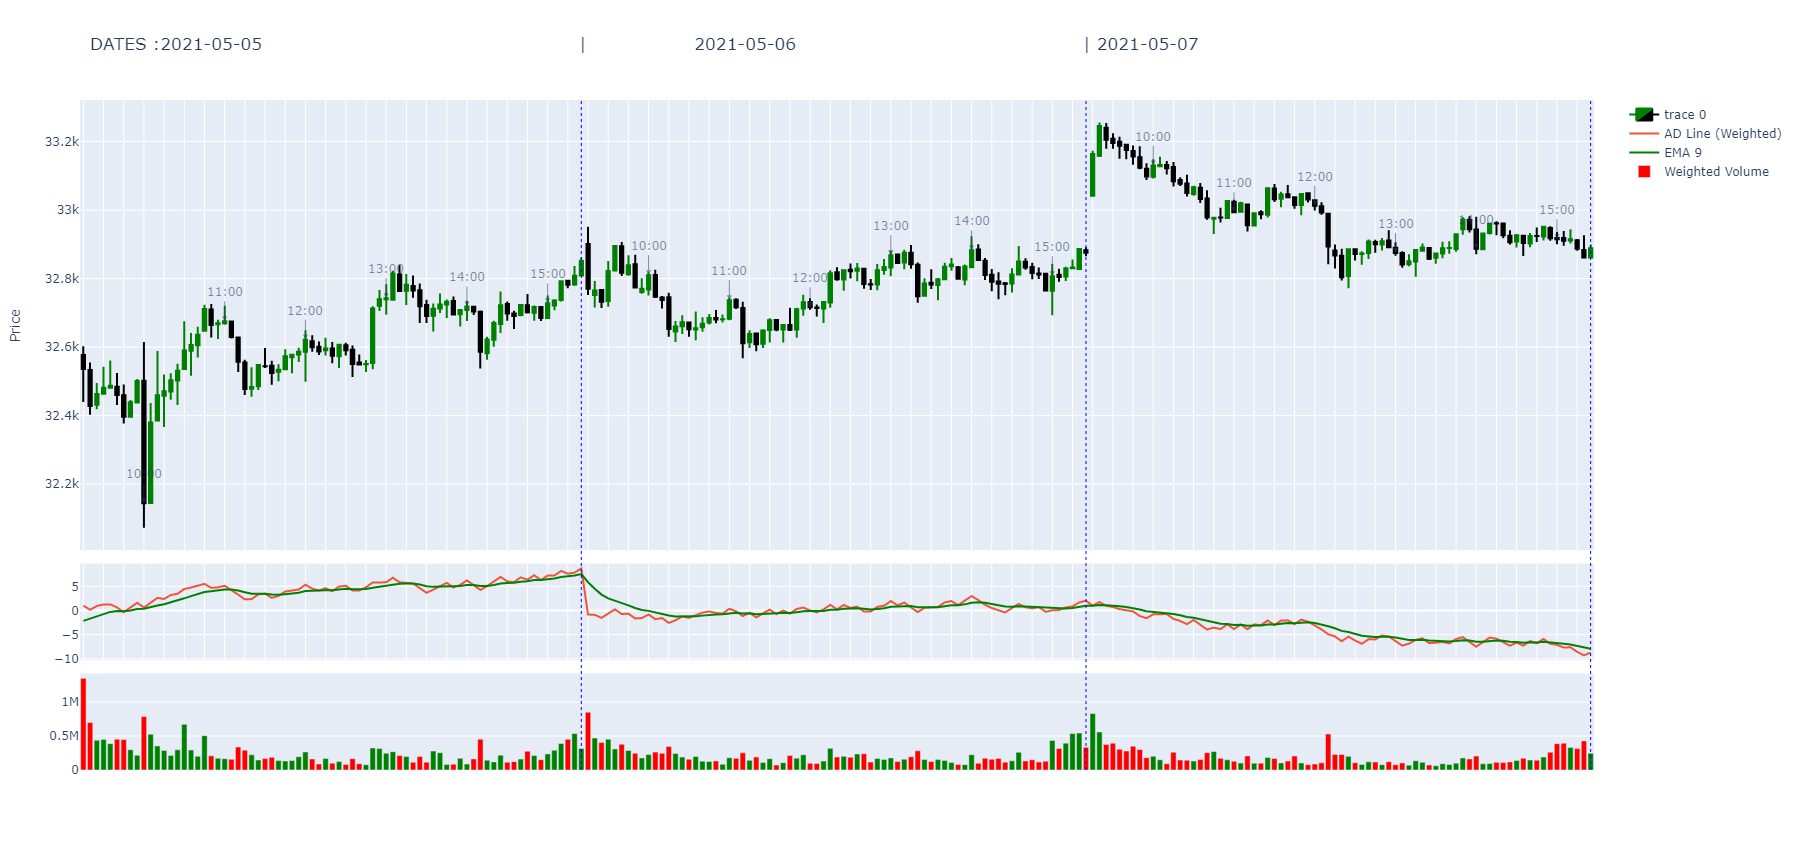 DATES :2021-05-05 | 2021-05-06 | 2021-05-07
Price
33.2k
33k
32.8k
32.6k
32.4k
32.2k
10:00
11:00
12:00
13:00
14:00
15:00
10:00
11:00
12:00
13:00
14:00
15:00
10:00
11:00
12:00
13:00
14:00
15:00
5
0
−5
−10
1M
0.5M
0
trace 0
AD Line (Weighted)
EMA 9
Weighted Volume